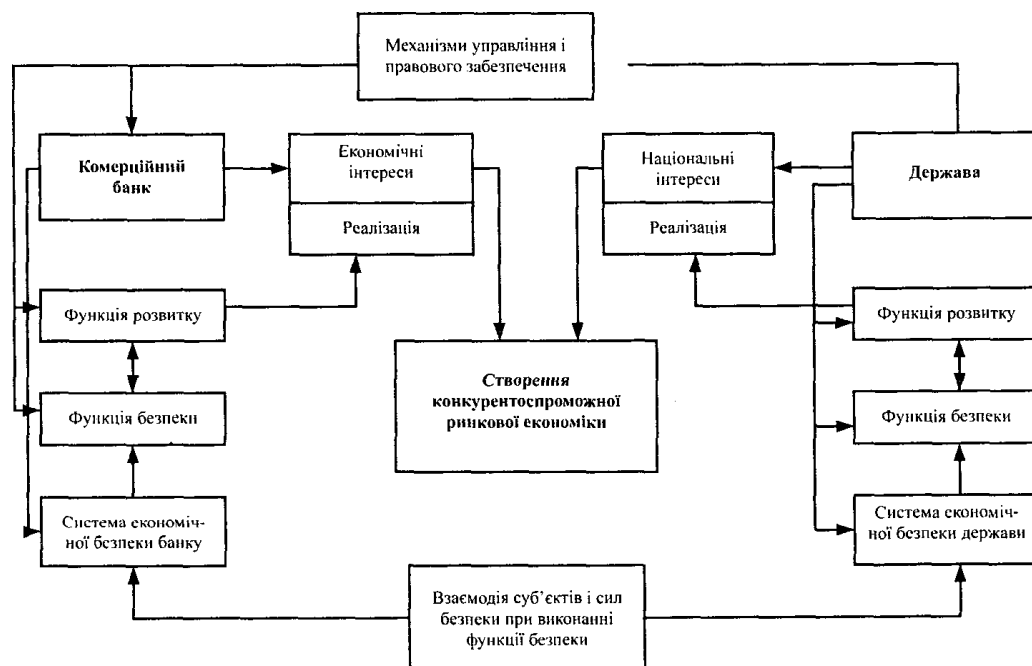 Механізми управління і
правового забезпечення
Комерційний
банк
Економічні
інтереси
Реалізація
Національні
інтереси
Реалізація
Держава
Функція розвитку
Функція розвитку
Створення
конкурентоспроможної
ринкової економіки
Функція безпеки
Функція безпеки
Система економіч-
ної безпеки банку
Система економіч-
ної безпеки держави
Взаємодія суб’єктів і сил
безпеки при виконанні
функції безпеки